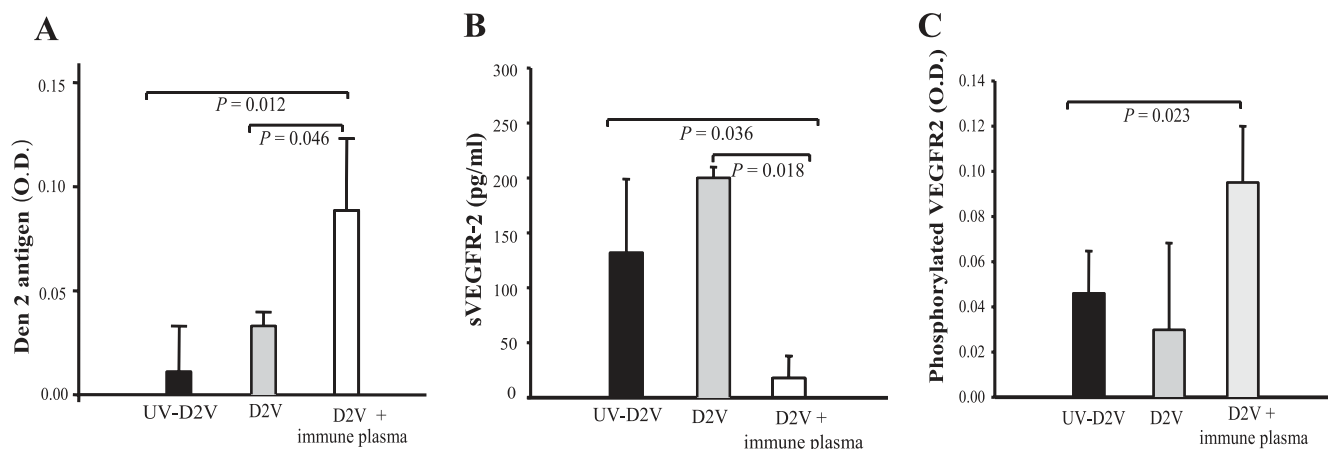 A
Den 2 antigen (O.D.)
0.15
0.10
0.05
0.00
P = 0.012
P = 0.046
UV-D2V
D2V
D2V +
immune plasma
B
sVEGFR-2 (pg/ml)
300
250
200
150
100
50
0
P = 0.036
P = 0.018
UV-D2V
D2V
D2V +
immune plasma
C
Phosphorylated VEGFR2 (O.D.)
0.14
0.12
0.10
0.08
0.06
0.04
0.02
0.00
P = 0.023
UV-D2V
D2V
D2V +
immune plasma